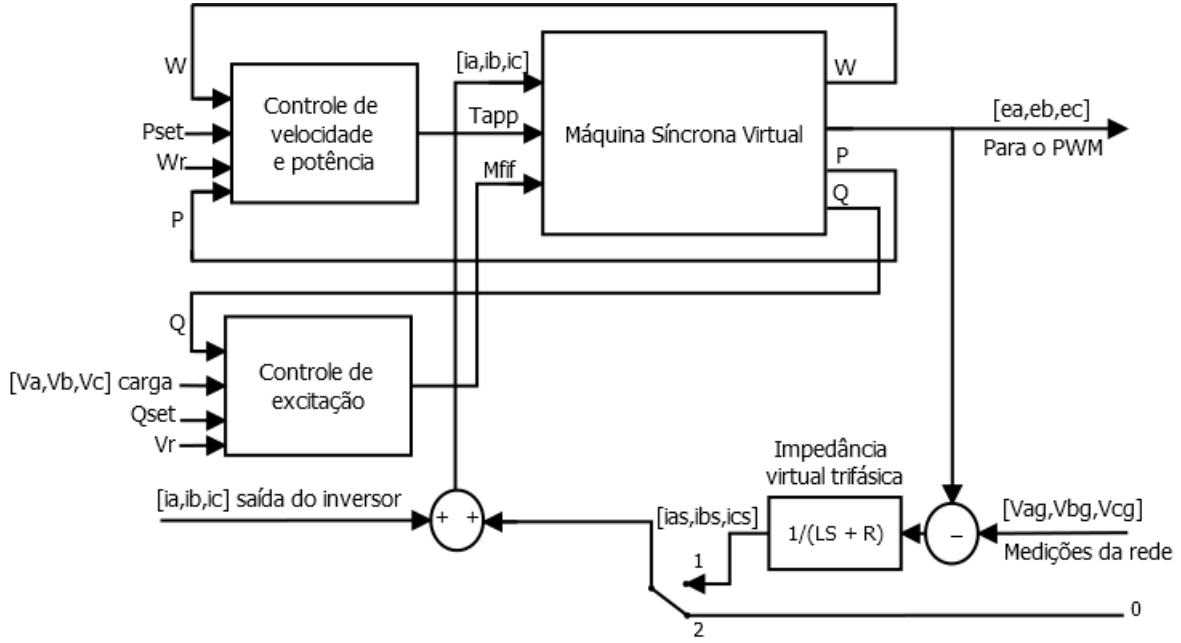 W
[ia,ib,ic]
W
Controle de
velocidade
e potência
Pset
Wr
P
Tapp
Mfif
Máquina Síncrona Virtual
[ea,eb,ec]
Para o PWM
P
Q
Q
[Va,Vb,Vc] carga
Qset
Vr
Controle de
excitação
Impedância
virtual trifásica
[ia,ib,ic] saída do inversor
+ +
[ias,ibs,ics]
1/(LS + R)
–
[Vag,Vbg,Vcg]
Medições da rede
1
2
0